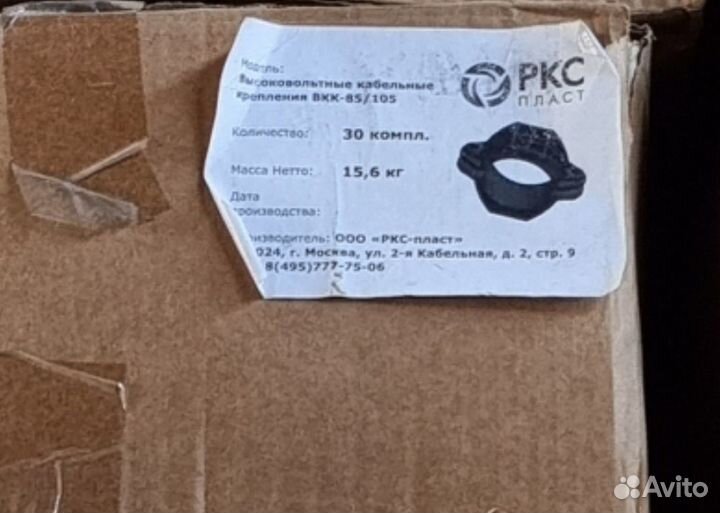 Модель:
Высоковольтные кабельные
крепления ВКК-85/105
Количество: 30 компл.
Масса Нетто: 15,6 кг
Дата
производства:
РКС
ПЛАСТ
производитель: ООО «РКС-пласт»
024, г. Москва, ул. 2-я Кабельная, д. 2, стр. 9
8(495)777-75-06
Avito